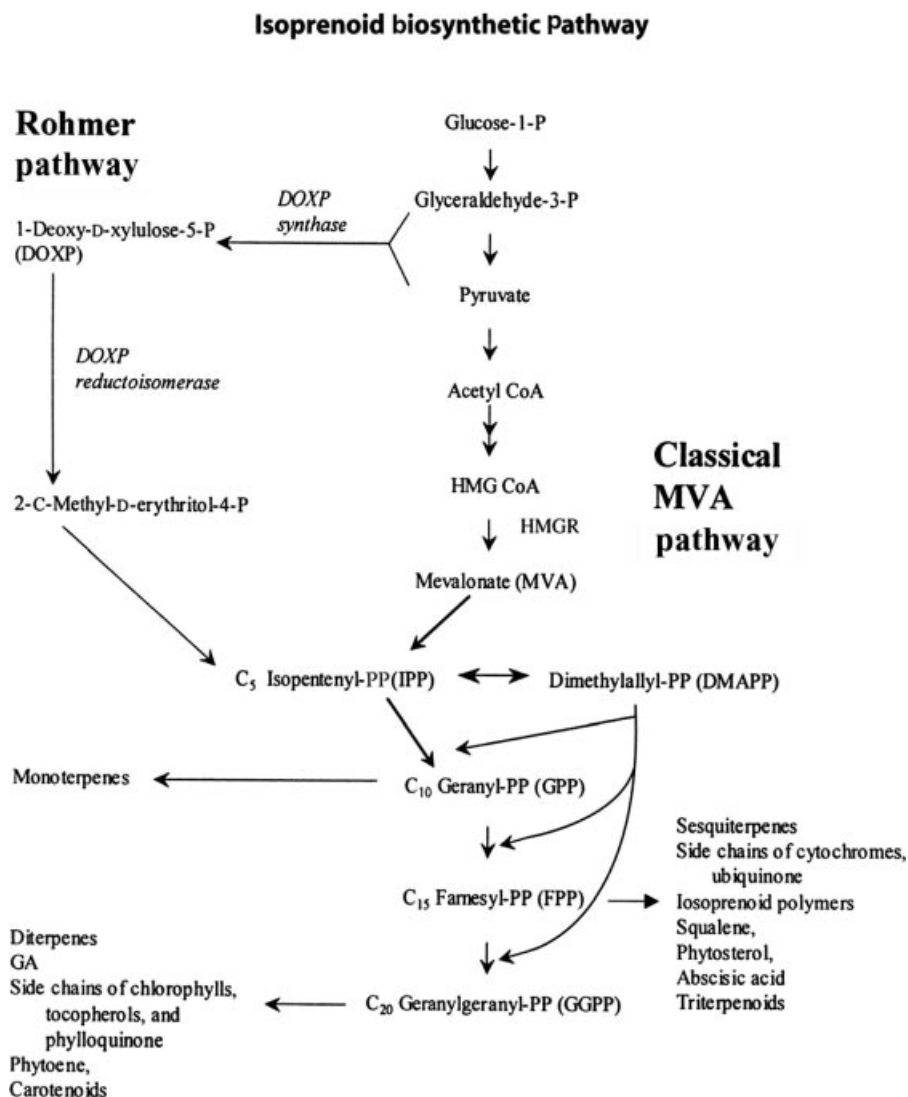 Isoprenoid biosynthetic Pathway
Rohmer
pathway
Glucose-1-P
Glyceraldehyde-3-P
DOXP
synthase
1-Deoxy-D-xylulose-5-P
(DOXP)
Pyruvate
DOXP
reductoisomerase
Acetyl CoA
Classical
MVA
pathway
HMG CoA
2-C-Methyl-D-erythritol-4-P
HMGR
Mevalonate (MVA)
C5 Isopentenyl-PP(IPP)
Dimethylallyl-PP (DMAPP)
Monoterpenes
C10 Geranyl-PP (GPP)
Sesquiterpenes
Side chains of cytochromes,
ubiquinone
Iosoprenoid polymers
Squalene,
Phytosterol,
Abscisic acid
Triterpenoids
C15 Farnesyl-PP (FPP)
Diterpenes
GA
Side chains of chlorophylls,
tocopherols, and
phylloquinone
Phytoene,
Carotenoids
C20 Geranylgeranyl-PP (GGPP)